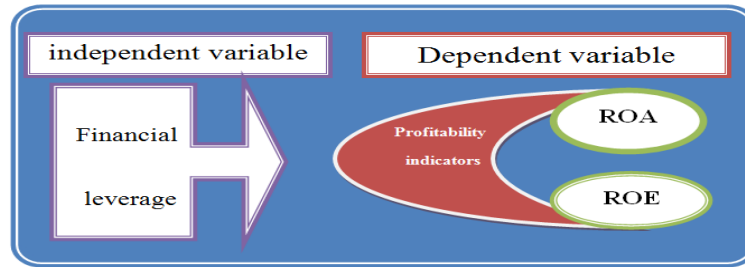 independent variable
Dependent variable
Financial
leverage
Profitability
indicators
ROA
ROE